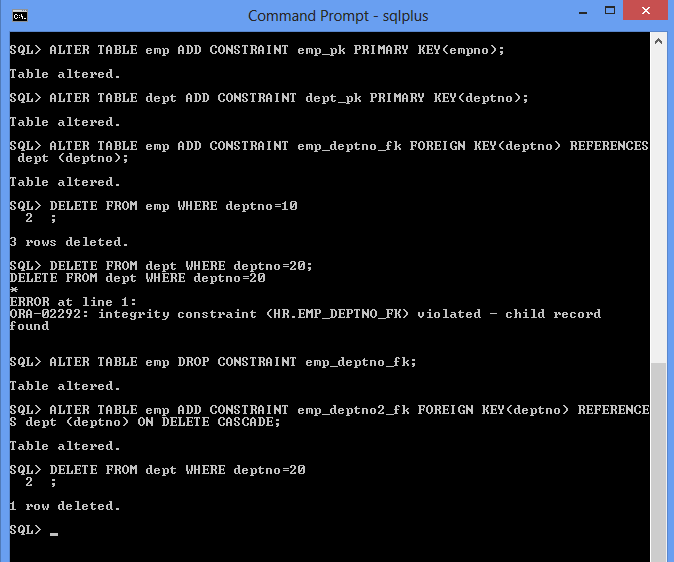 Command Prompt - sqlplus
SQL> ALTER TABLE emp ADD CONSTRAINT emp_pk PRIMARY KEY(empno);
Table altered.
SQL> ALTER TABLE dept ADD CONSTRAINT dept_pk PRIMARY KEY(deptno);
Table altered.
SQL> ALTER TABLE emp ADD CONSTRAINT emp_deptno_fk FOREIGN KEY(deptno) REFERENCES
dept (deptno);
Table altered.
SQL> DELETE FROM emp WHERE deptno=10
2 ;
3 rows deleted.
SQL> DELETE FROM dept WHERE deptno=20;
DELETE FROM dept WHERE deptno=20
*
ERROR at line 1:
ORA-02292: integrity constraint (HR.EMP_DEPTNO_FK) violated - child record
found
SQL> ALTER TABLE emp DROP CONSTRAINT emp_deptno_fk;
Table altered.
SQL> ALTER TABLE emp ADD CONSTRAINT emp_deptno2_fk FOREIGN KEY(deptno) REFERENCE
S dept (deptno) ON DELETE CASCADE;
Table altered.
SQL> DELETE FROM dept WHERE deptno=20
2 ;
1 row deleted.
SQL> _